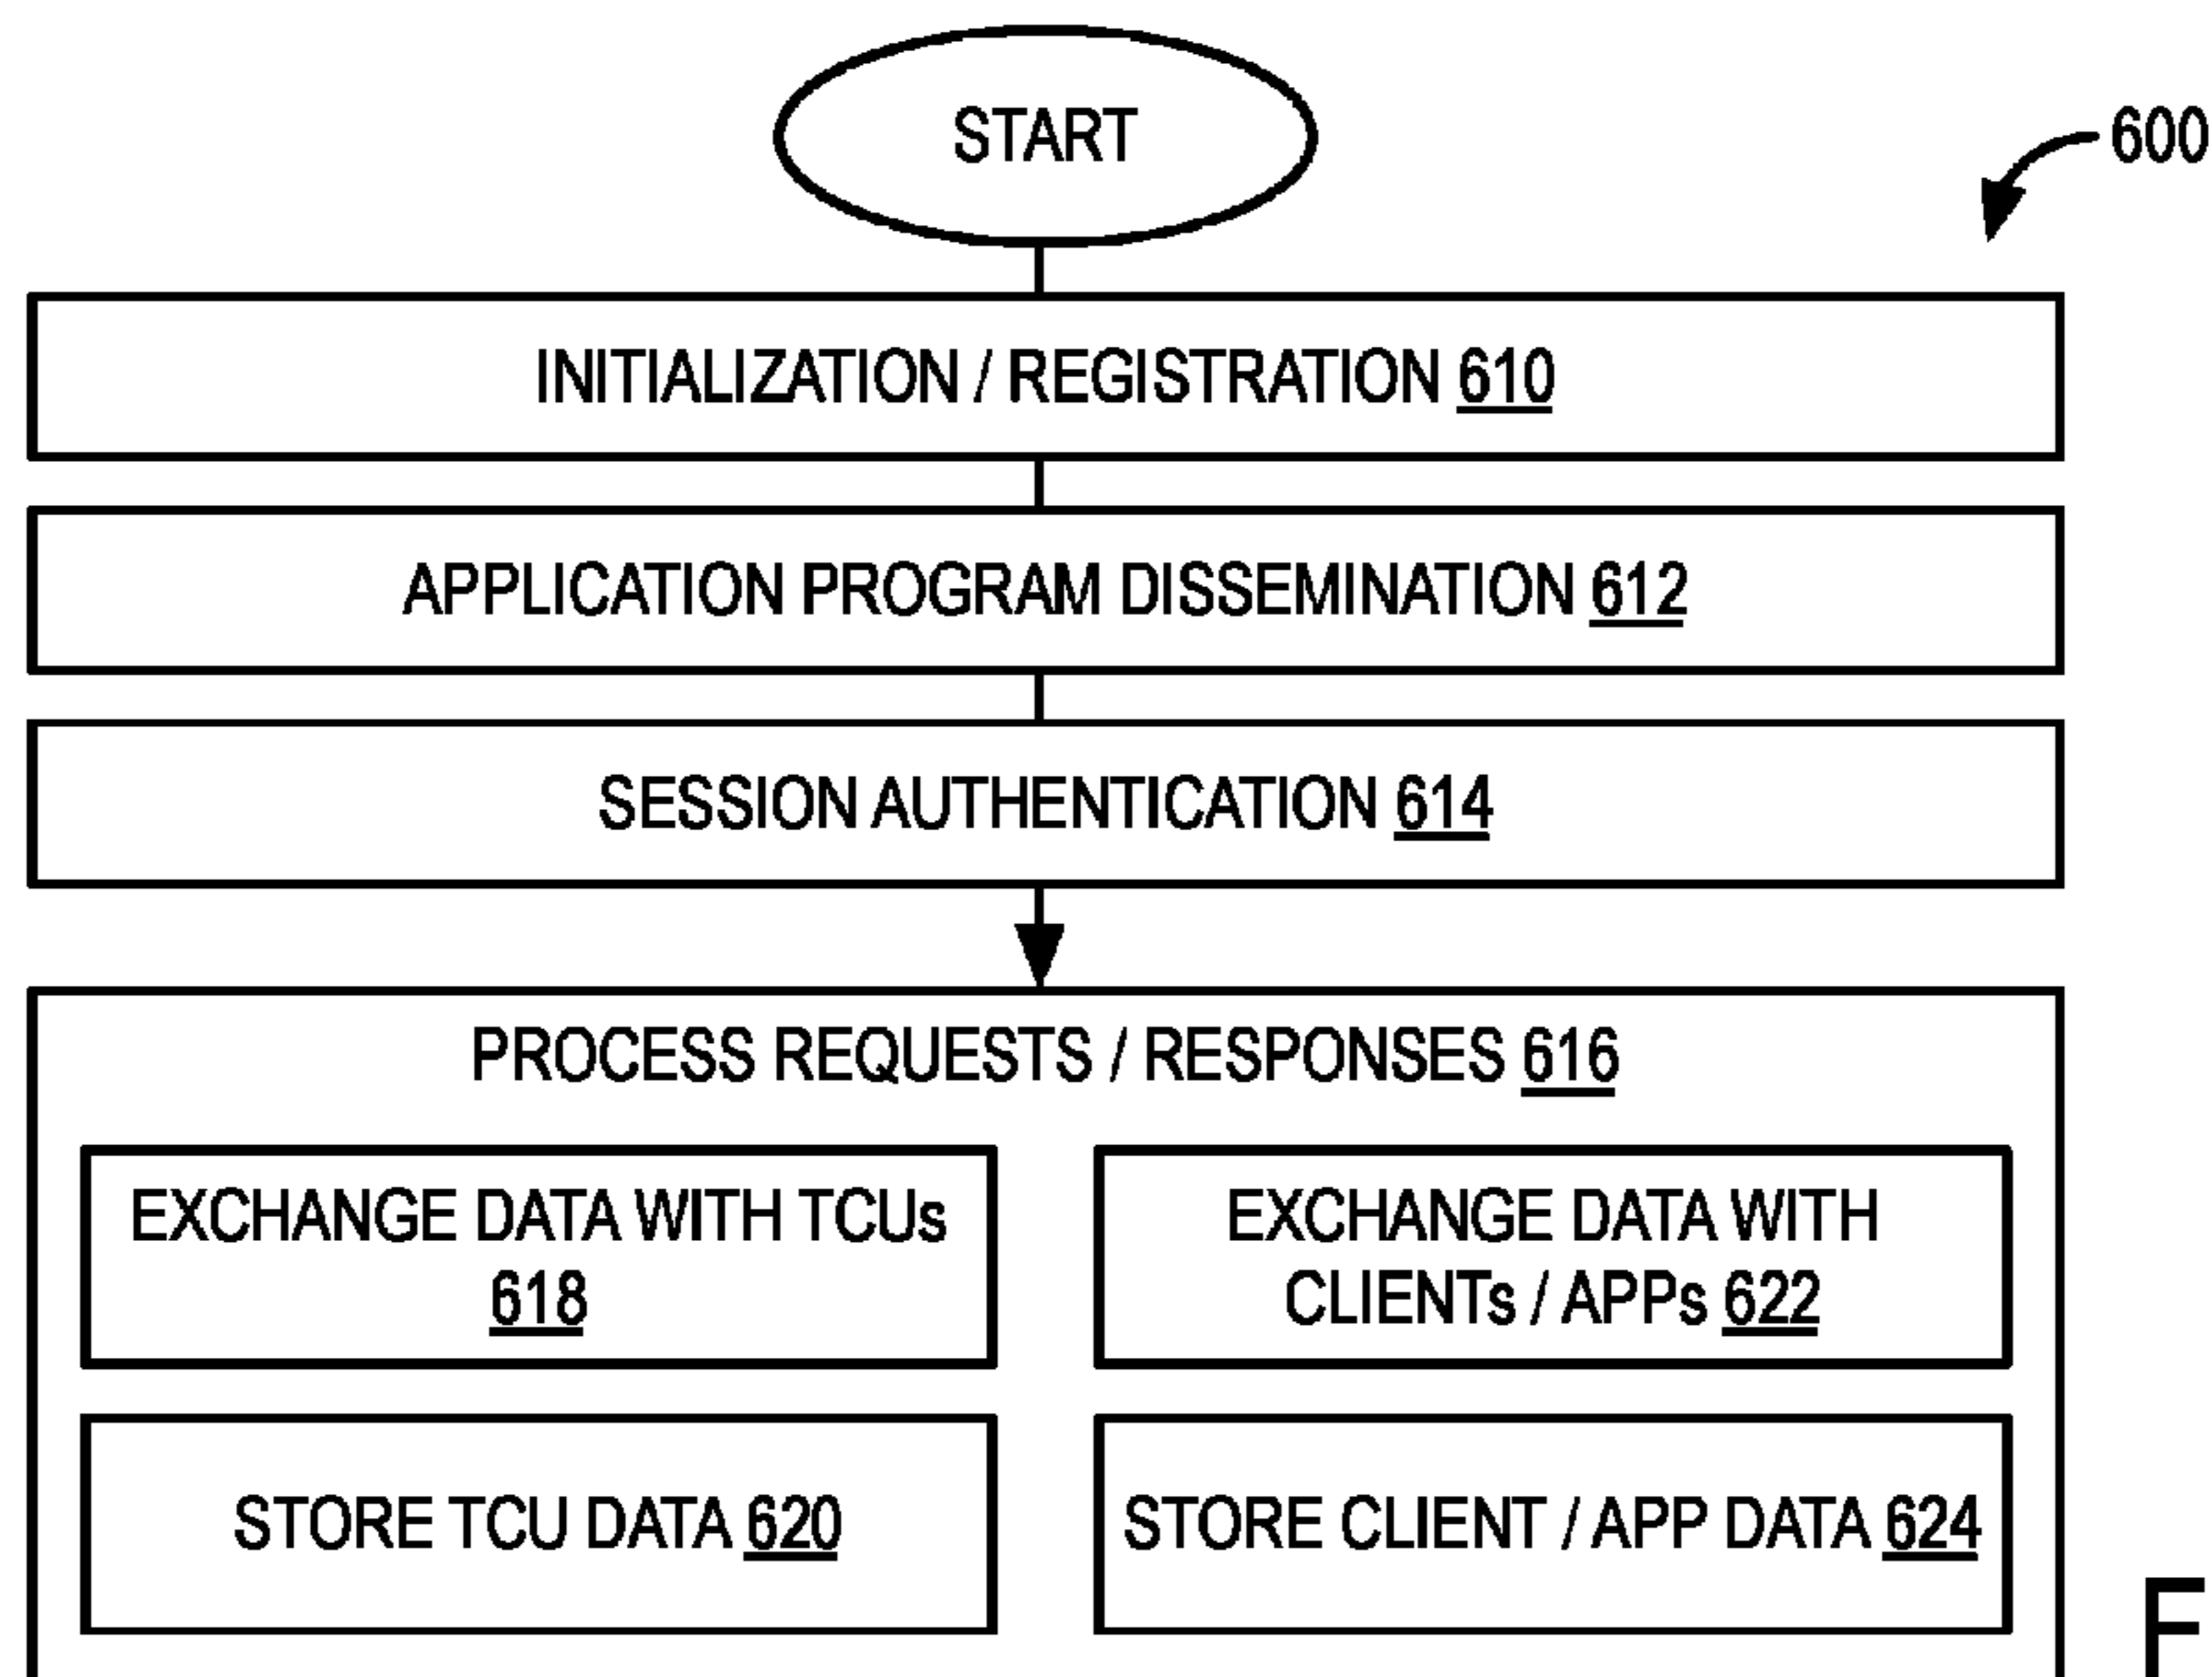 START
600
INITIALIZATION / REGISTRATION 610
APPLICATION PROGRAM DISSEMINATION 612
SESSION AUTHENTICATION 614
PROCESS REQUESTS / RESPONSES 616
EXCHANGE DATA WITH TCUs
618
EXCHANGE DATA WITH
CLIENTs / APPs 622
STORE TCU DATA 620
STORE CLIENT / APP DATA 624
F